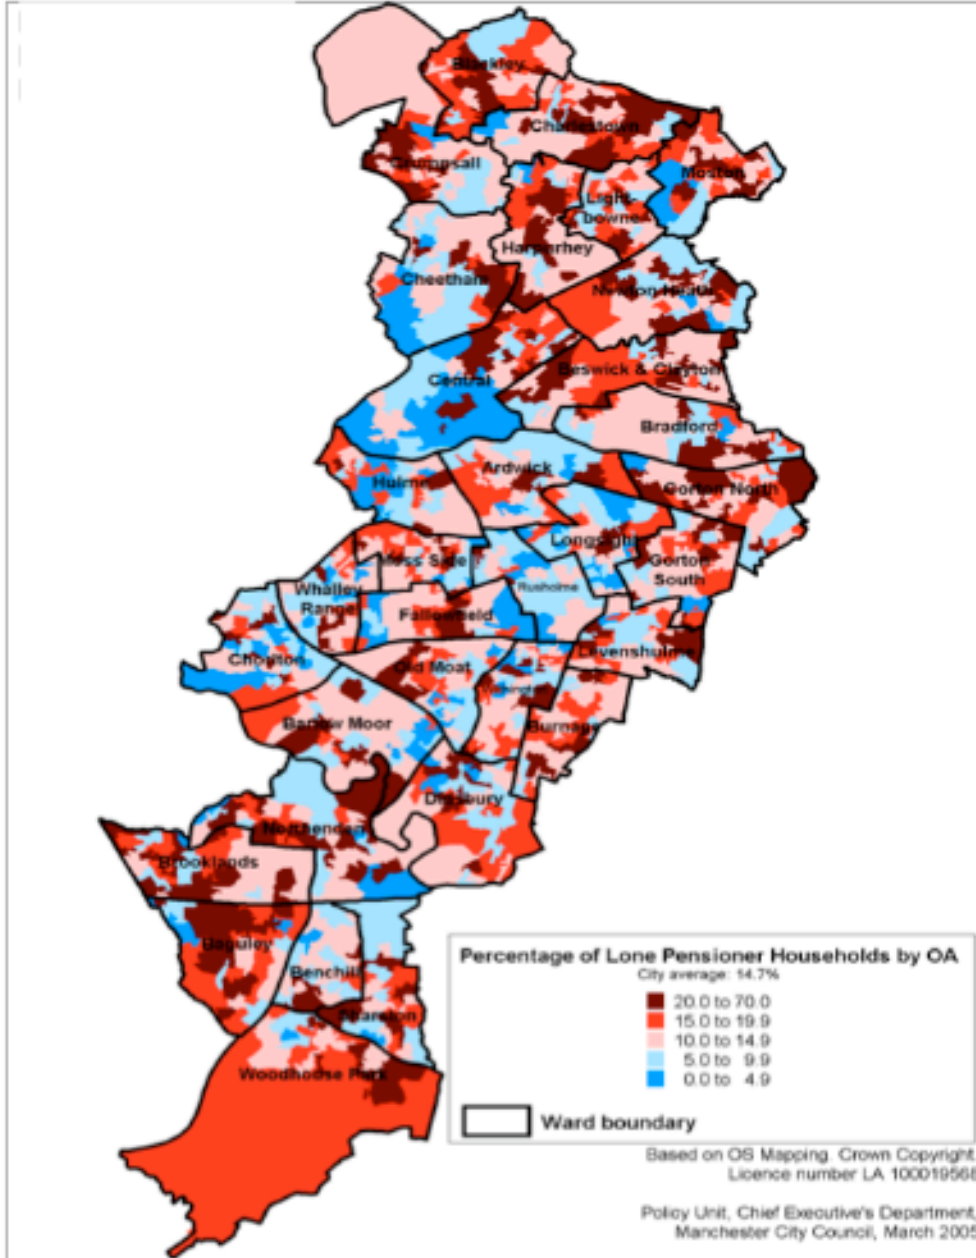 Blackley
Charlestown
Crumpsall
Moston
Light-
bowne
Harpurhey
Cheetham
Newton Heath
Beswick & Clayton
Central
Bradford
Ardwick
Hulme
Gorton North
Longsight
Moss Side
Gorton
South
Rusholme
Whalley
Range
Fallowfield
Levenshulme
Chorlton
Old Moat
Withington
Barlow Moor
Burnage
Didsbury
Northenden
Brooklands
Baguley
Benchill
Sharston
Woodhouse Park
Percentage of Lone Pensioner Households by OA
City average: 14.7%
20.0 to 70.0
15.0 to 19.9
10.0 to 14.9
5.0 to 9.9
0.0 to 4.9
Ward boundary
Based on OS Mapping. Crown Copyright.
Licence number LA 100019568
Policy Unit, Chief Executive's Department,
Manchester City Council, March 2005